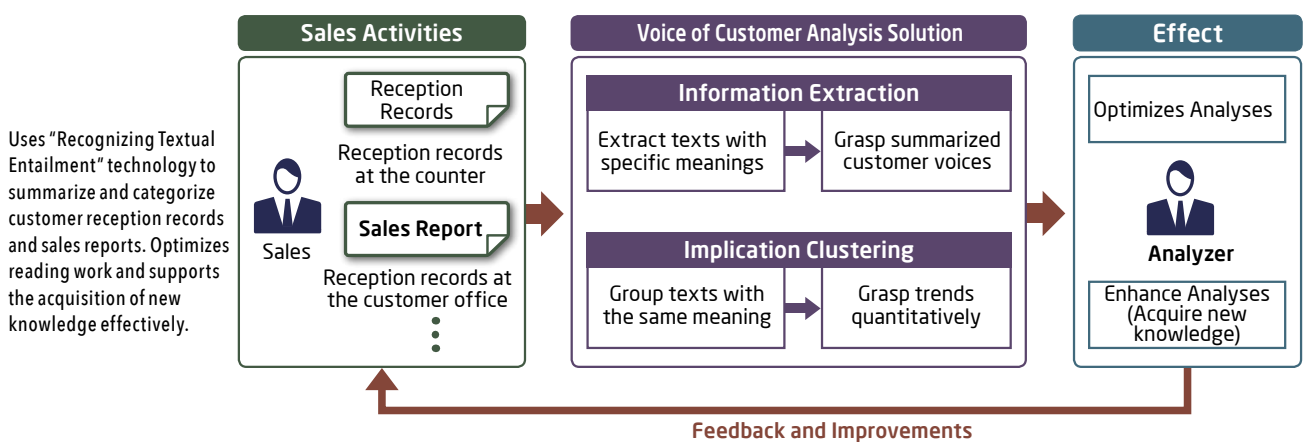 Uses "Recognizing Textual
Entailment" technology to
summarize and categorize
customer reception records
and sales reports. Optimizes
reading work and supports
the acquisition of new
knowledge effectively.
Sales Activities
Reception
Records
Reception records
at the counter
Sales
Sales Report
Reception records at
the customer office
Voice of Customer Analysis Solution
Information Extraction
Extract texts with
specific meanings
Grasp summarized
customer voices
Implication Clustering
Group texts with
the same meaning
Grasp trends
quantitatively
Effect
Optimizes Analyses
Analyzer
Enhance Analyses
(Acquire new
knowledge)
Feedback and Improvements